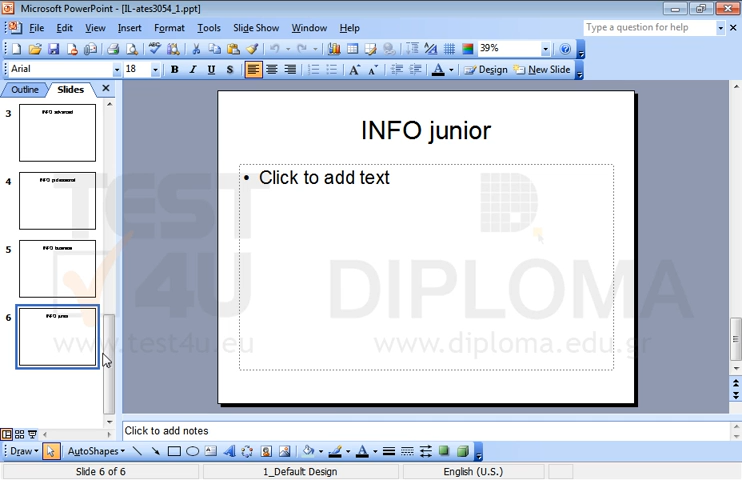 Microsoft PowerPoint - [IL-ates3054_1.ppt]
File Edit View Insert Format Tools Slide Show Window Help
Type a question for help
39%
Arial 18 B I U S A A A Design New Slide
Outline Slides
3 INFO advanced
4 INFO professional
5 INFO business
6 INFO junior
INFO junior
• Click to add text
TEST
4U
www.test4u.eu
DIPLOMA
www.diploma.edu.gr
Click to add notes
Draw AutoShapes A A
Slide 6 of 6 1_Default Design English (U.S.)